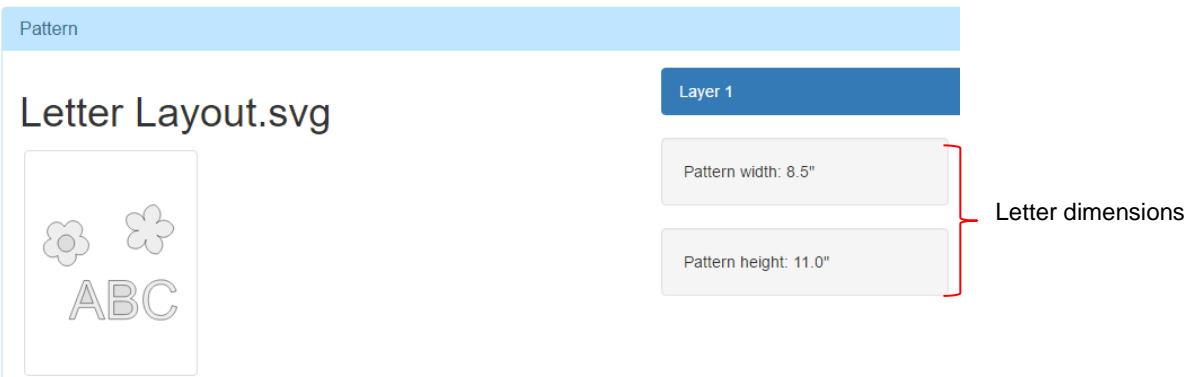 Pattern
Letter Layout.svg
ABC
Layer 1
Pattern width: 8.5"
Pattern height: 11.0"
Letter dimensions